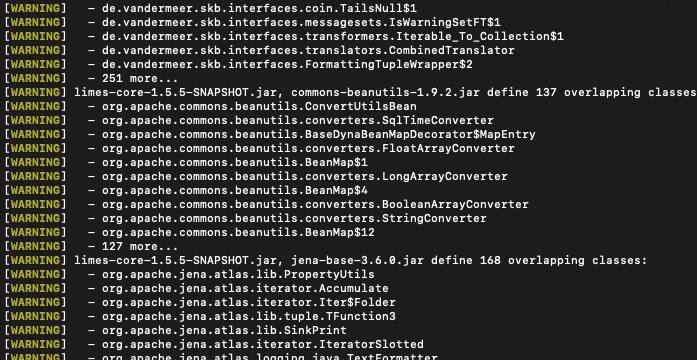 [WARNING]   - de.vandermeer.skb.interfaces.coin.TailsNull$1
[WARNING]   - de.vandermeer.skb.interfaces.messagesets.IsWarningSetFT$1
[WARNING]   - de.vandermeer.skb.interfaces.transformers.Iterable_To_Collection$1
[WARNING]   - de.vandermeer.skb.interfaces.translators.CombinedTranslator
[WARNING]   - de.vandermeer.skb.interfaces.FormattingTupleWrapper$2
[WARNING]   - 251 more...
[WARNING] limes-core-1.5.5-SNAPSHOT.jar, commons-beanutils-1.9.2.jar define 137 overlapping classes
[WARNING]   - org.apache.commons.beanutils.ConvertUtilsBean
[WARNING]   - org.apache.commons.beanutils.converters.SqlTimeConverter
[WARNING]   - org.apache.commons.beanutils.BaseDynaBeanMapDecorator$MapEntry
[WARNING]   - org.apache.commons.beanutils.converters.FloatArrayConverter
[WARNING]   - org.apache.commons.beanutils.BeanMap$1
[WARNING]   - org.apache.commons.beanutils.converters.LongArrayConverter
[WARNING]   - org.apache.commons.beanutils.BeanMap$4
[WARNING]   - org.apache.commons.beanutils.converters.BooleanArrayConverter
[WARNING]   - org.apache.commons.beanutils.converters.StringConverter
[WARNING]   - org.apache.commons.beanutils.BeanMap$12
[WARNING]   - 127 more...
[WARNING] limes-core-1.5.5-SNAPSHOT.jar, jena-base-3.6.0.jar define 168 overlapping classes:
[WARNING]   - org.apache.jena.atlas.lib.PropertyUtils
[WARNING]   - org.apache.jena.atlas.iterator.Accumulate
[WARNING]   - org.apache.jena.atlas.iterator.Iter$Folder
[WARNING]   - org.apache.jena.atlas.lib.tuple.TFunction3
[WARNING]   - org.apache.jena.atlas.lib.SinkPrint
[WARNING]   - org.apache.jena.atlas.iterator.IteratorSlotted
[WARNING]   - org.apache.jena.atlas.logging.java.TextFormatter